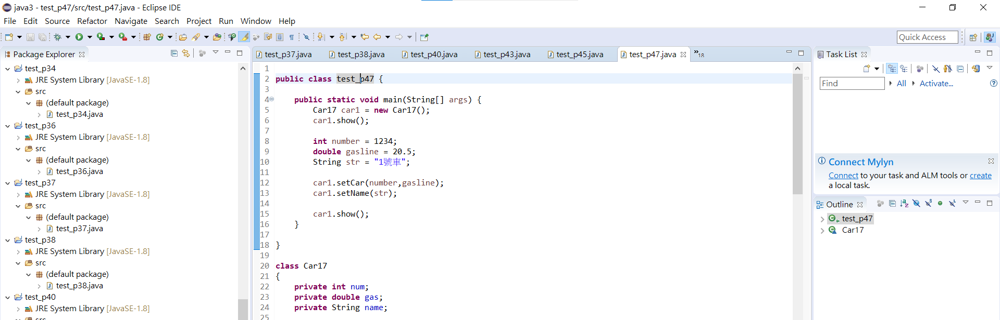 java3 - test_p47/src/test_p47.java - Eclipse IDE
File Edit Source Refactor Navigate Search Project Run Window Help
Quick Access
Package Explorer
test_p34
JRE System Library [JavaSE-1.8]
src
(default package)
test_p34.java
test_p36
JRE System Library [JavaSE-1.8]
src
(default package)
test_p36.java
test_p37
JRE System Library [JavaSE-1.8]
src
(default package)
test_p37.java
test_p38
JRE System Library [JavaSE-1.8]
src
(default package)
test_p38.java
test_p40
JRE System Library [JavaSE-1.8]
src
test_p37.java test_p38.java test_p40.java test_p43.java test_p45.java test_p47.java »18
1
2 public class test_p47 {
3
4 public static void main(String[] args) {
5 Car17 car1 = new Car17();
6 car1.show();
7
8 int number = 1234;
9 double gasline = 20.5;
10 String str = "1號車";
11
12 car1.setCar(number,gasline);
13 car1.setName(str);
14
15 car1.show();
16 }
17
18 }
19
20 class Car17
21 {
22 private int num;
23 private double gas;
24 private String name;
25
Task List
Find All Activate...
Connect Mylyn
Connect to your task and ALM tools or create
a local task.
Outline
test_p47
Car17